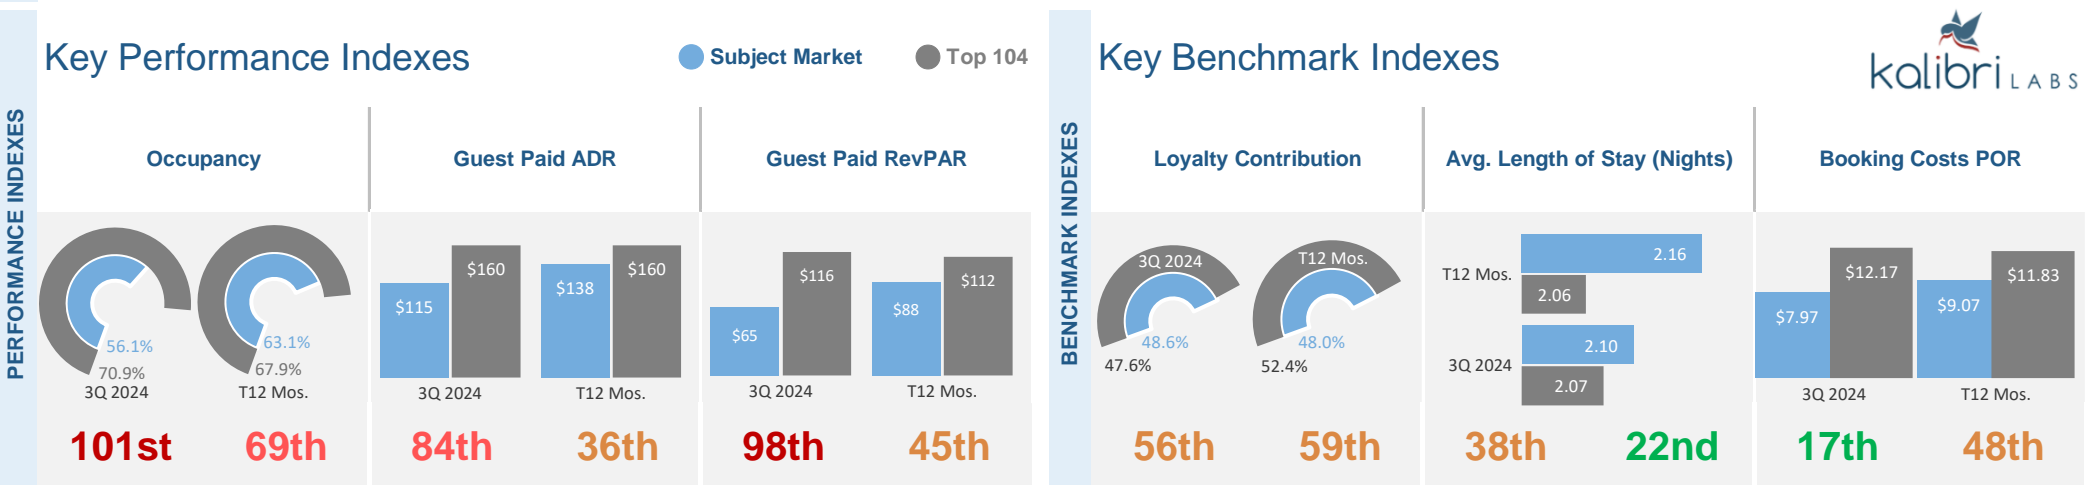 PERFORMANCE INDEXES
Key Performance Indexes
Subject Market
Top 104
Occupancy
Guest Paid ADR
Guest Paid RevPAR
56.1%
70.9%
3Q 2024
63.1%
67.9%
T12 Mos.
$115
$160
3Q 2024
$138
$160
T12 Mos.
$65
$116
3Q 2024
$88
$112
T12 Mos.
101st
69th
84th
36th
98th
45th
BENCHMARK INDEXES
Key Benchmark Indexes
kalibri LABS
Loyalty Contribution
Avg. Length of Stay (Nights)
Booking Costs POR
3Q 2024
48.6%
47.6%
T12 Mos.
48.0%
52.4%
T12 Mos.
2.16
2.06
3Q 2024
2.10
2.07
$7.97
$12.17
3Q 2024
$9.07
$11.83
T12 Mos.
56th
59th
38th
22nd
17th
48th